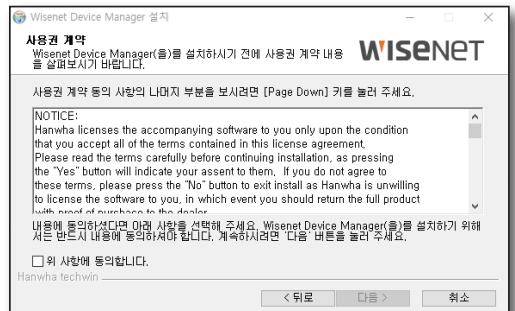 Wisenet Device Manager 설치
사용권 계약
Wisenet Device Manager(을)를 설치하시기 전에 사용권 계약 내용
을 살펴보시기 바랍니다.
WISENET
사용권 계약 동의 사항의 나머지 부분을 보시려면 [Page Down] 키를 눌러 주세요.
NOTICE:
Hanwha licenses the accompanying software to you only upon the condition
that you accept all of the terms contained in this license agreement.
Please read the terms carefully before continuing installation, as pressing
the "Yes" button will indicate your assent to them. If you do not agree to
these terms, please press the "No" button to exit install as Hanwha is unwilling
to license the software to you, in which event you should return the full product
with proof of purchase to the dealer
내용에 동의하셨다면 아래 사항을 선택해 주세요. Wisenet Device Manager(을)를 설치하기 위해
서는 반드시 내용에 동의하셔야 합니다. 계속하시려면 '다음' 버튼을 눌러 주세요.
위 사항에 동의합니다.
Hanwha techwin
< 뒤로
다음 >
취소